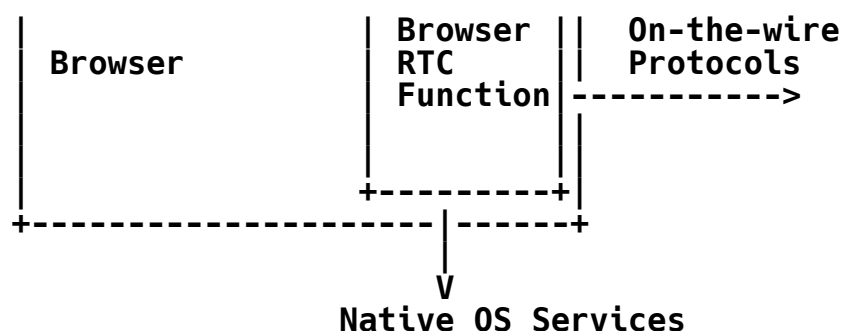 Browser On-the-wire
Browser RTC Protocols
Function
Native OS Services